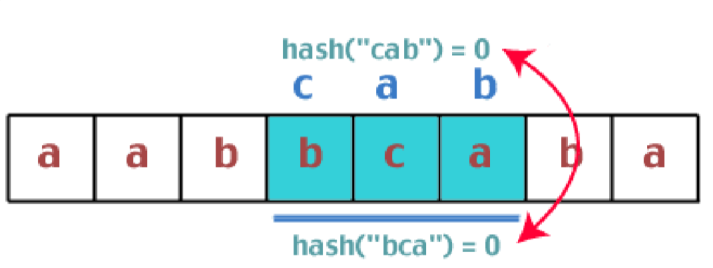 hash("cab") = 0
c a b
a a b b c a b a
hash("bca") = 0